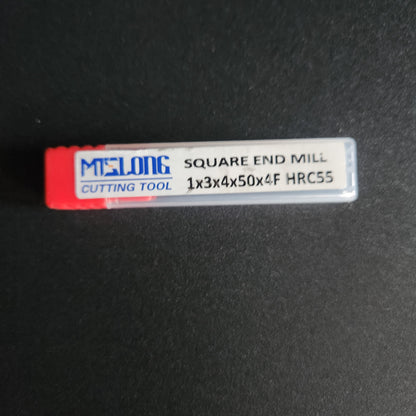 MTSLONG
CUTTING TOOL
SQUARE END MILL
1x3x4x50x4F HRC55